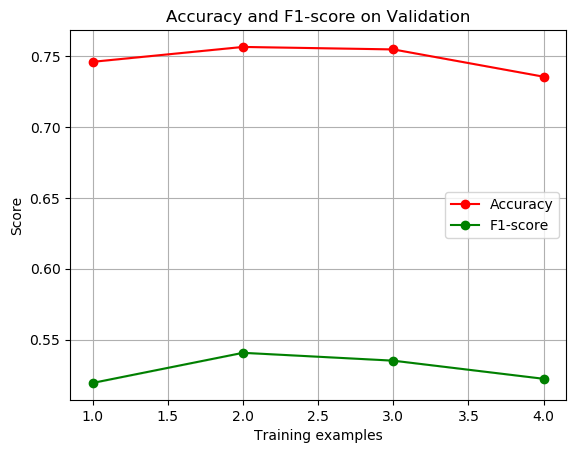 Accuracy and F1-score on Validation
0.75
0.70
0.65
0.60
0.55
Score
Accuracy
F1-score
1.0 1.5 2.0 2.5 3.0 3.5 4.0
Training examples